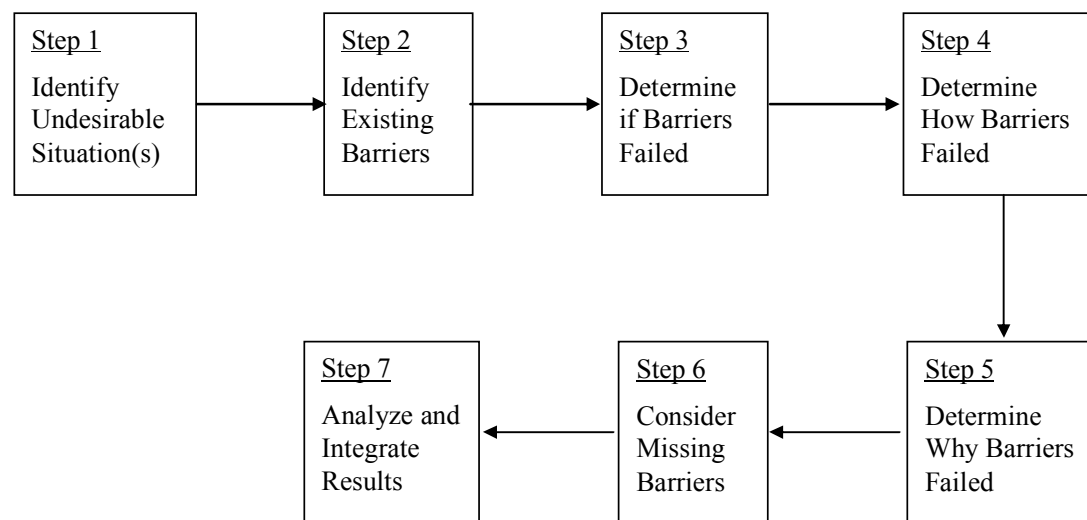 Step 1
Identify
Undesirable
Situation(s)
Step 2
Identify
Existing
Barriers
Step 3
Determine
if Barriers
Failed
Step 4
Determine
How Barriers
Failed
Step 5
Determine
Why Barriers
Failed
Step 6
Consider
Missing
Barriers
Step 7
Analyze and
Integrate
Results